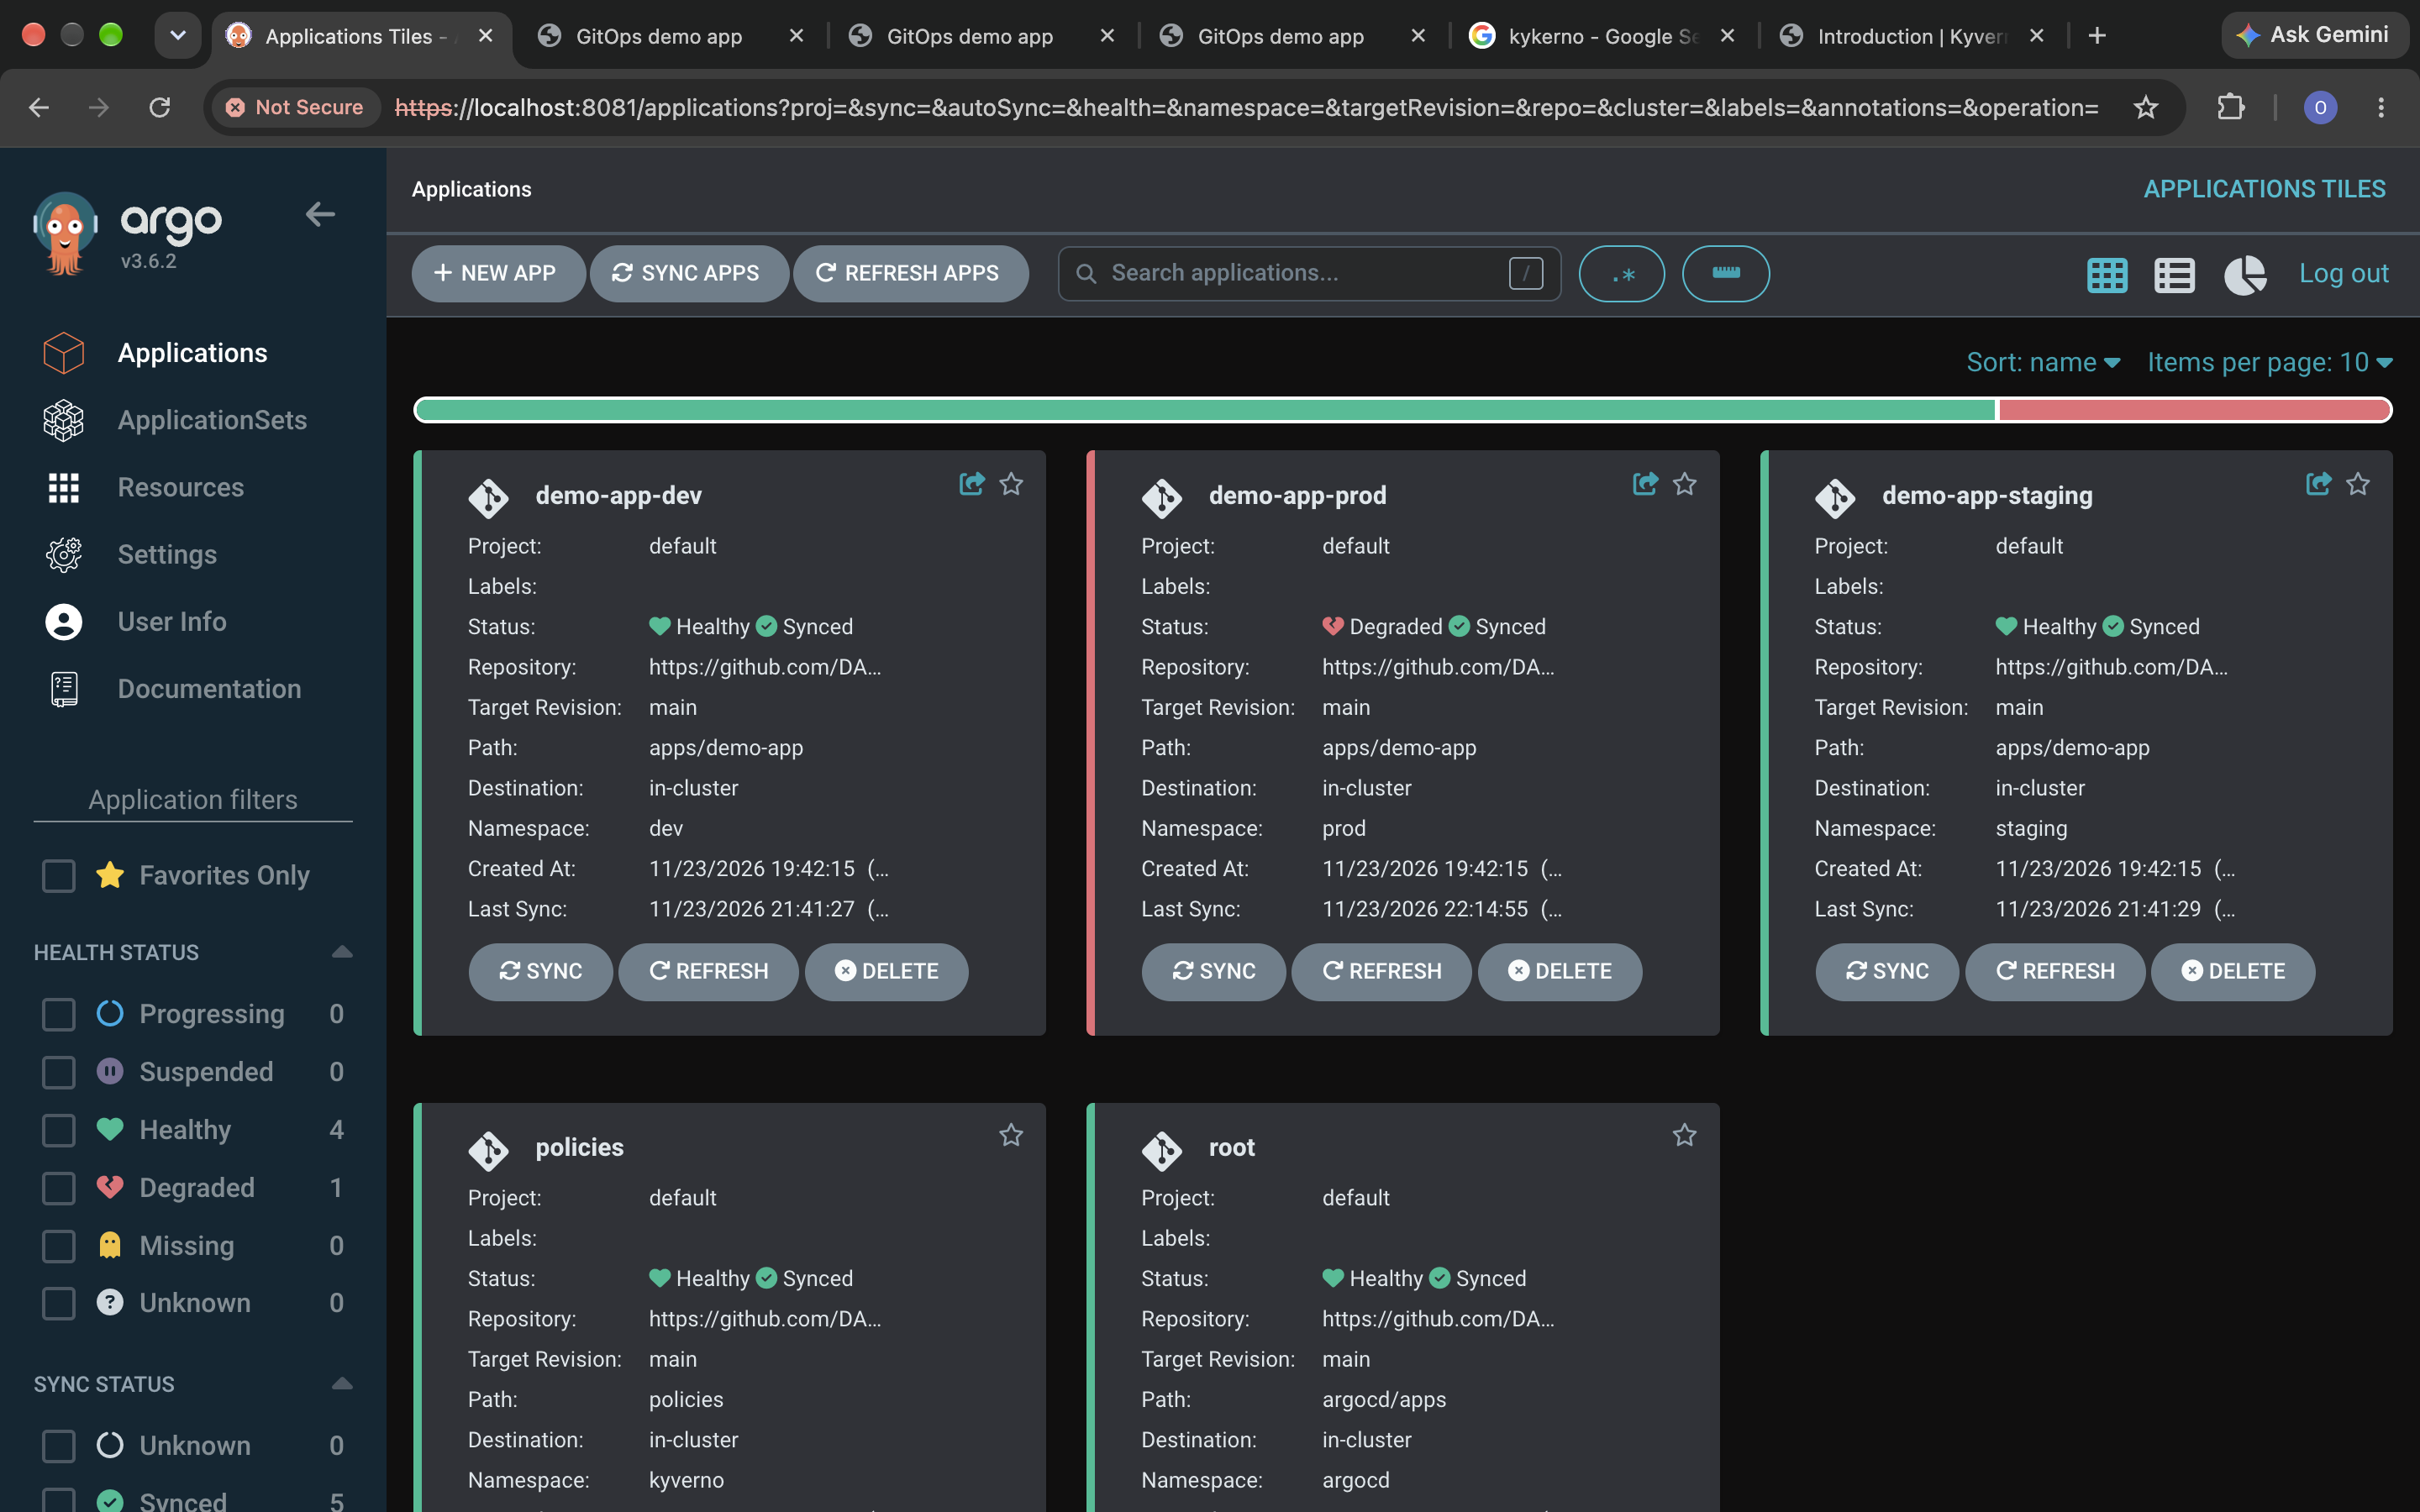 Applications Tiles -
GitOps demo app
GitOps demo app
GitOps demo app
kykerno - Google Se
Introduction | Kyver
Ask Gemini
Not Secure
https://localhost:8081/applications?proj=&sync=&autoSync=&health=&namespace=&targetRevision=&repo=&cluster=&labels=&annotations=&operation=
O
argo
v3.6.2
Applications
ApplicationSets
Resources
Settings
User Info
Documentation
Application filters
Favorites Only
HEALTH STATUS
Progressing 0
Suspended 0
Healthy 4
Degraded 1
Missing 0
Unknown 0
SYNC STATUS
Unknown 0
Synced 5
Applications
APPLICATIONS TILES
+ NEW APP
SYNC APPS
REFRESH APPS
Search applications...
/
.*
Log out
Sort: name
Items per page: 10
demo-app-dev
Project: default
Labels:
Status: Healthy Synced
Repository: https://github.com/DA...
Target Revision: main
Path: apps/demo-app
Destination: in-cluster
Namespace: dev
Created At: 11/23/2026 19:42:15 (...
Last Sync: 11/23/2026 21:41:27 (...
SYNC REFRESH DELETE
demo-app-prod
Project: default
Labels:
Status: Degraded Synced
Repository: https://github.com/DA...
Target Revision: main
Path: apps/demo-app
Destination: in-cluster
Namespace: prod
Created At: 11/23/2026 19:42:15 (...
Last Sync: 11/23/2026 22:14:55 (...
SYNC REFRESH DELETE
demo-app-staging
Project: default
Labels:
Status: Healthy Synced
Repository: https://github.com/DA...
Target Revision: main
Path: apps/demo-app
Destination: in-cluster
Namespace: staging
Created At: 11/23/2026 19:42:15 (...
Last Sync: 11/23/2026 21:41:29 (...
SYNC REFRESH DELETE
policies
Project: default
Labels:
Status: Healthy Synced
Repository: https://github.com/DA...
Target Revision: main
Path: policies
Destination: in-cluster
Namespace: kyverno
root
Project: default
Labels:
Status: Healthy Synced
Repository: https://github.com/DA...
Target Revision: main
Path: argocd/apps
Destination: in-cluster
Namespace: argocd